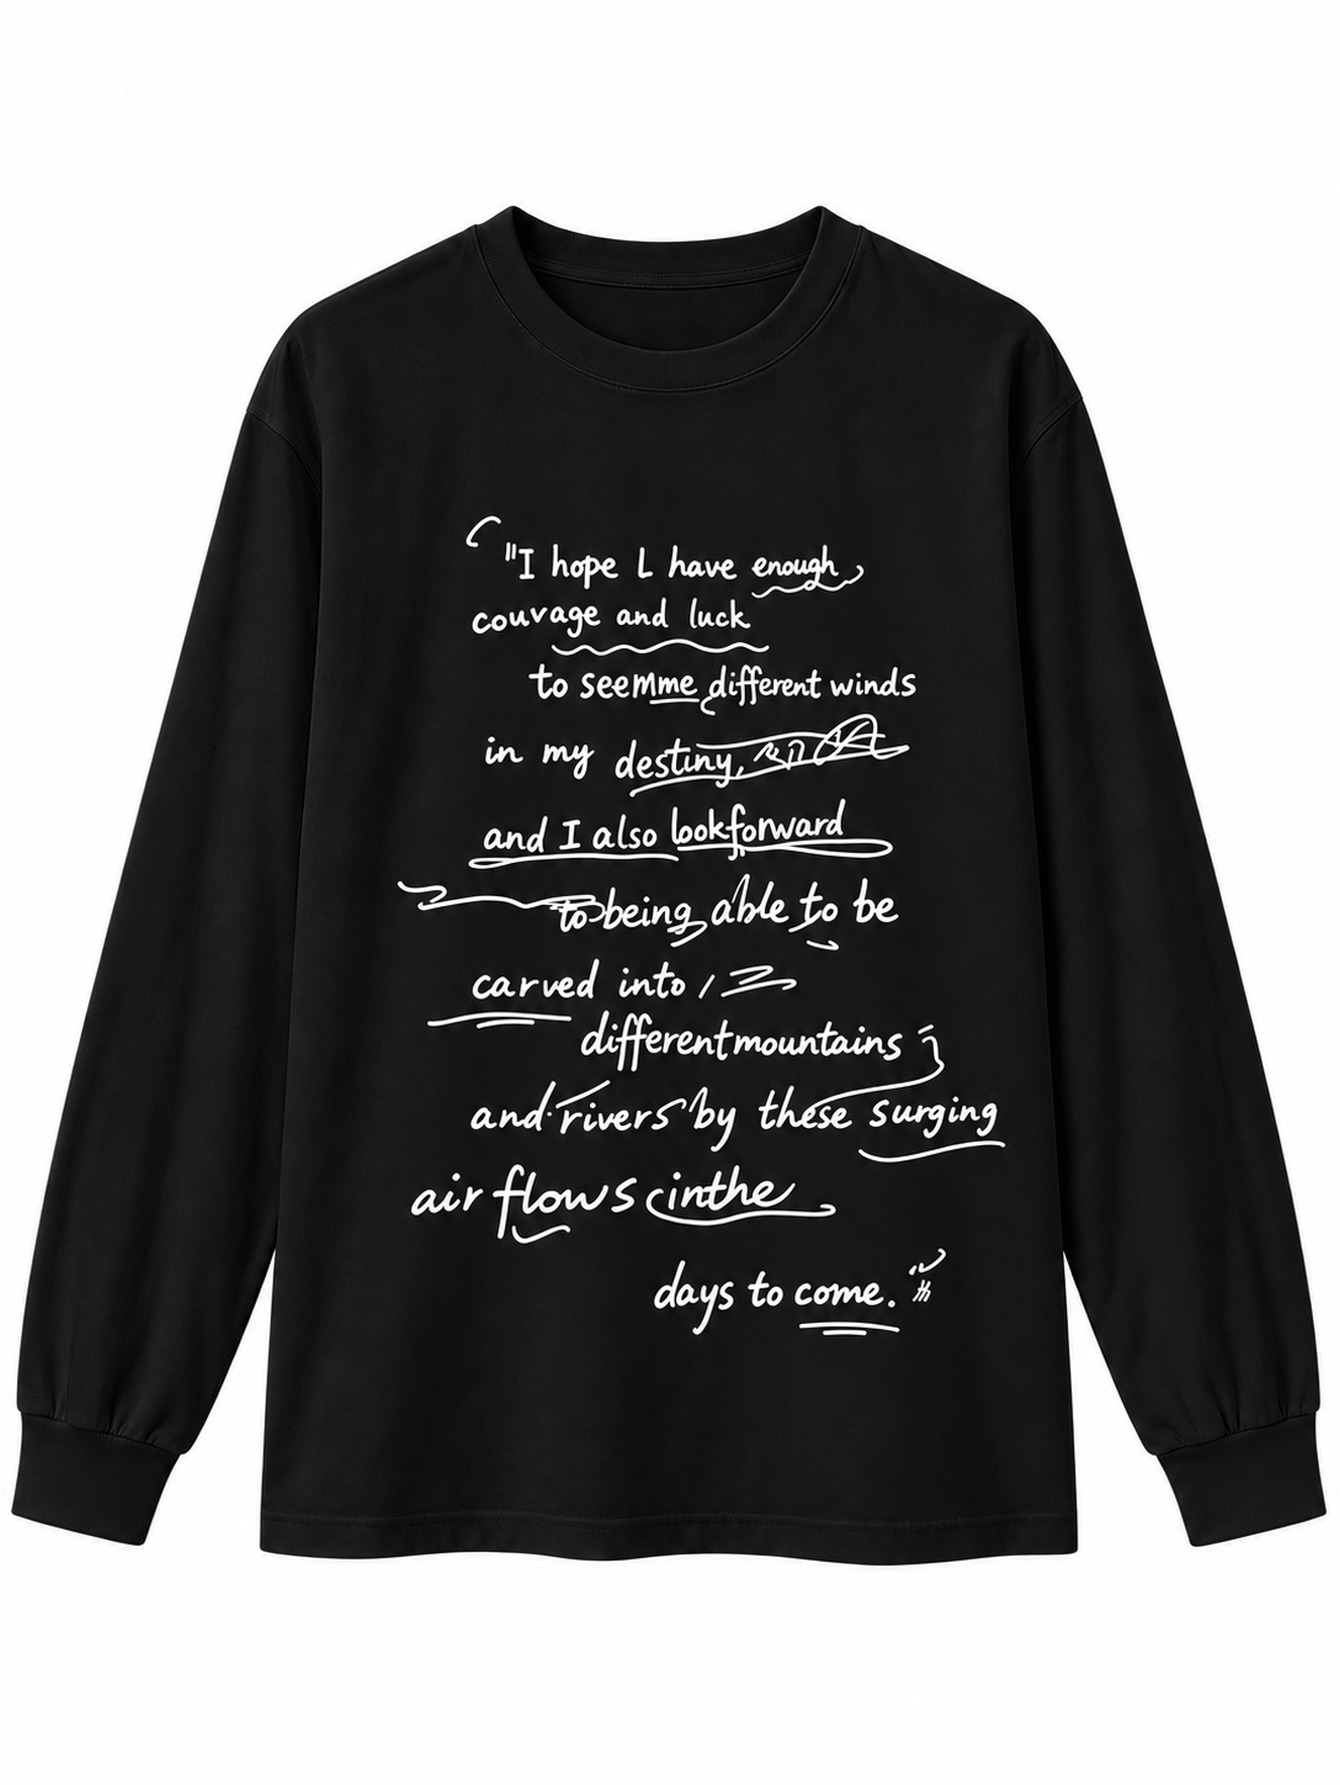 "I hope L have enough
couvage and luck
to seemme different winds
in my destiny,
and I also lookforward
to being able to be
carved into
differentmountains
and rivers by these surging
air flows inthe
days to come."